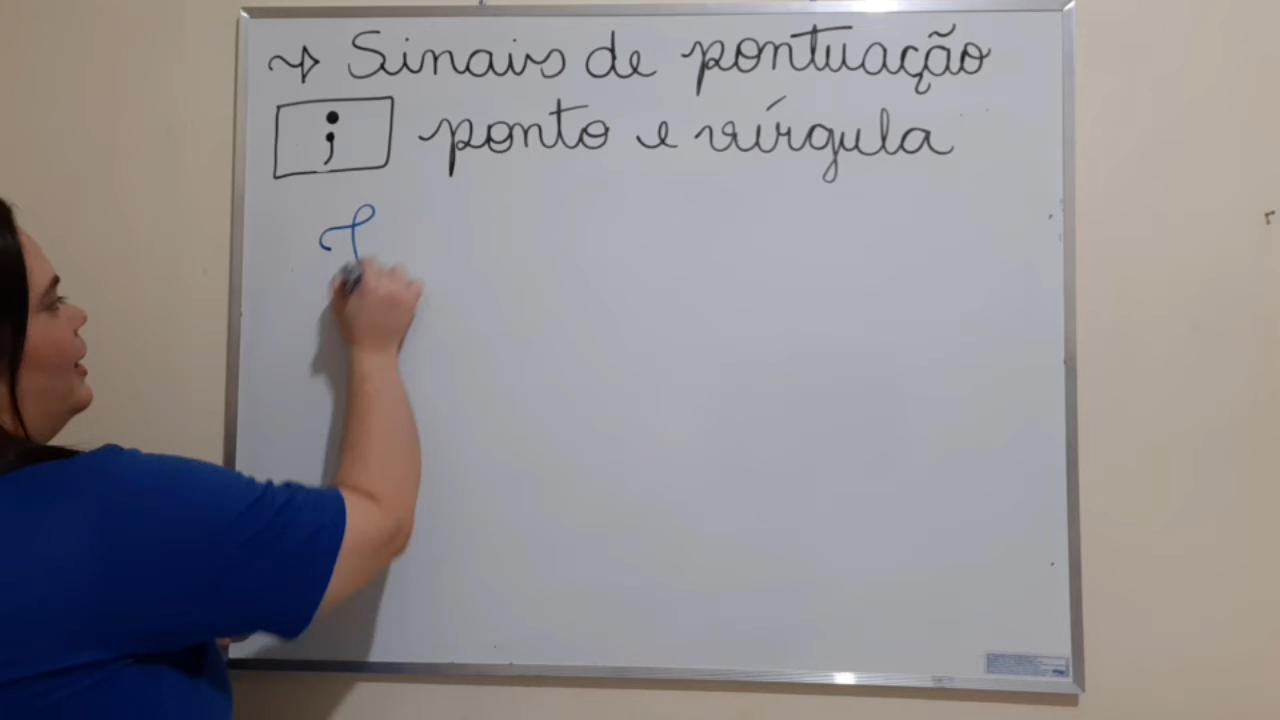 → Sinais de pontuação
; ponto e vírgula